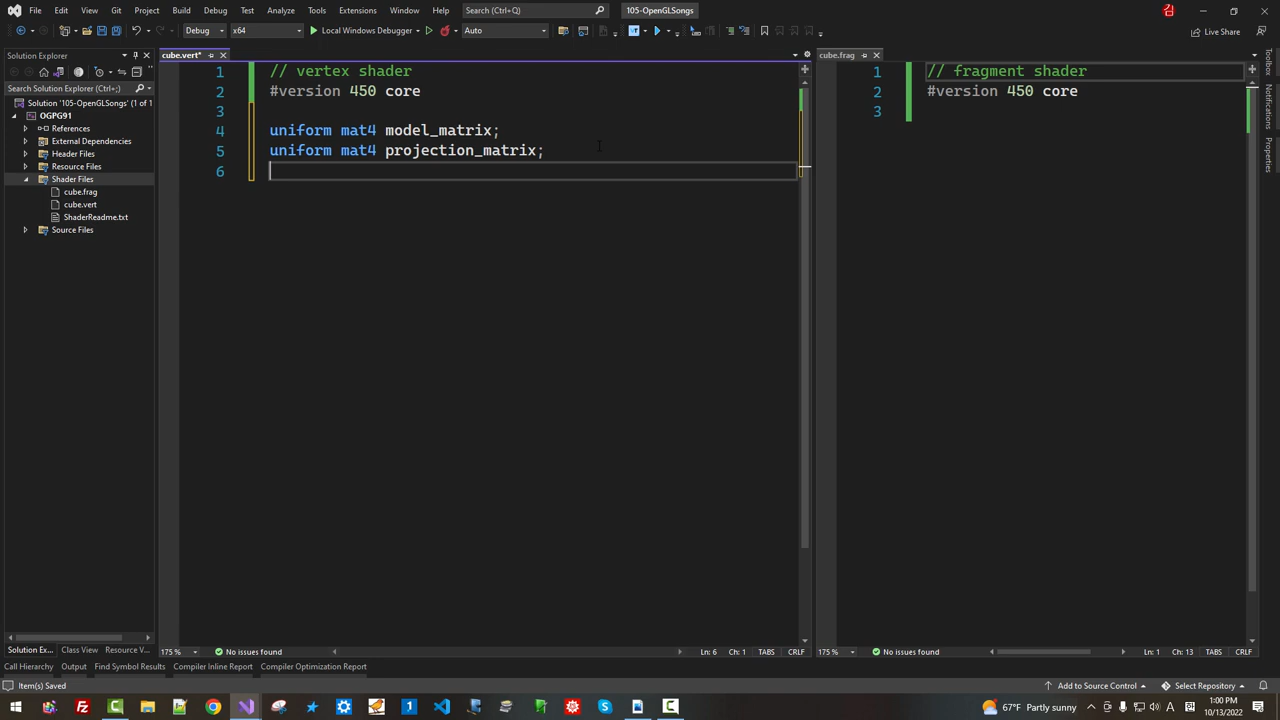 File Edit View Git Project Build Debug Test Analyze Tools Extensions Window Help Search (Ctrl+Q) 105-OpenGLSongs
Debug x64 Local Windows Debugger Auto Live Share
Solution Explorer
Search Solution Explorer (Ctrl+;)
Solution '105-OpenGLSongs' (1 of 1
OGPG91
References
External Dependencies
Header Files
Resource Files
Shader Files
cube.frag
cube.vert
ShaderReadme.txt
Source Files
Solution Ex... Class View Resource V...
cube.vert*
1 // vertex shader
2 #version 450 core
3
4 uniform mat4 model_matrix;
5 uniform mat4 projection_matrix;
6
175 % No issues found Ln: 6 Ch: 1 TABS CRLF
cube.frag
1 // fragment shader
2 #version 450 core
3
175 % No issues found Ln: 1 Ch: 13 TABS CRLF
Toolbox
Notifications
Properties
Call Hierarchy Output Find Symbol Results Compiler Inline Report Compiler Optimization Report
Item(s) Saved Add to Source Control Select Repository
67°F Partly sunny 1:00 PM
10/13/2022